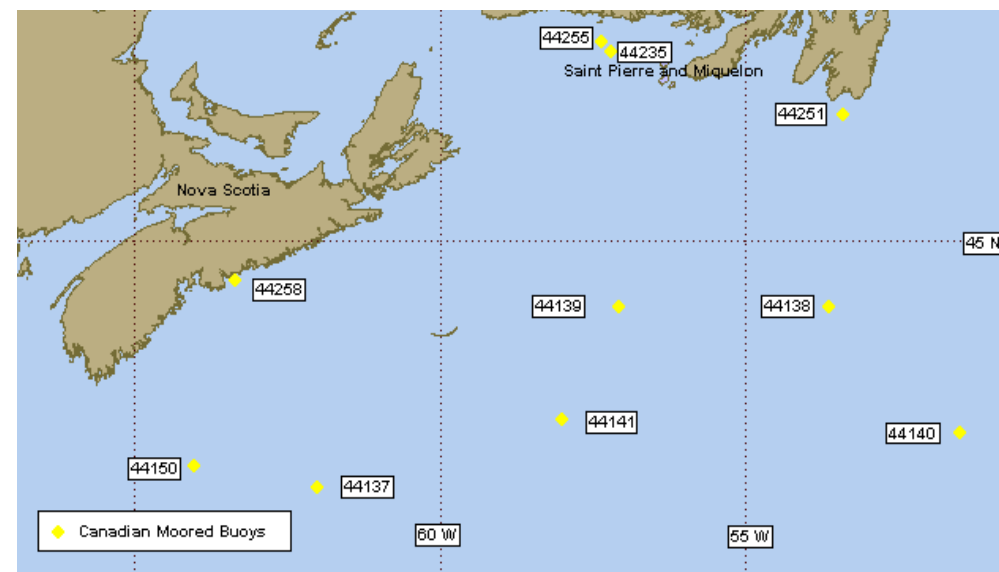 44255
44235
Saint Pierre and Miquelon
44251
Nova Scotia
45 N
44258
44139
44138
44141
44140
44150
44137
Canadian Moored Buoys
60 W
55 W